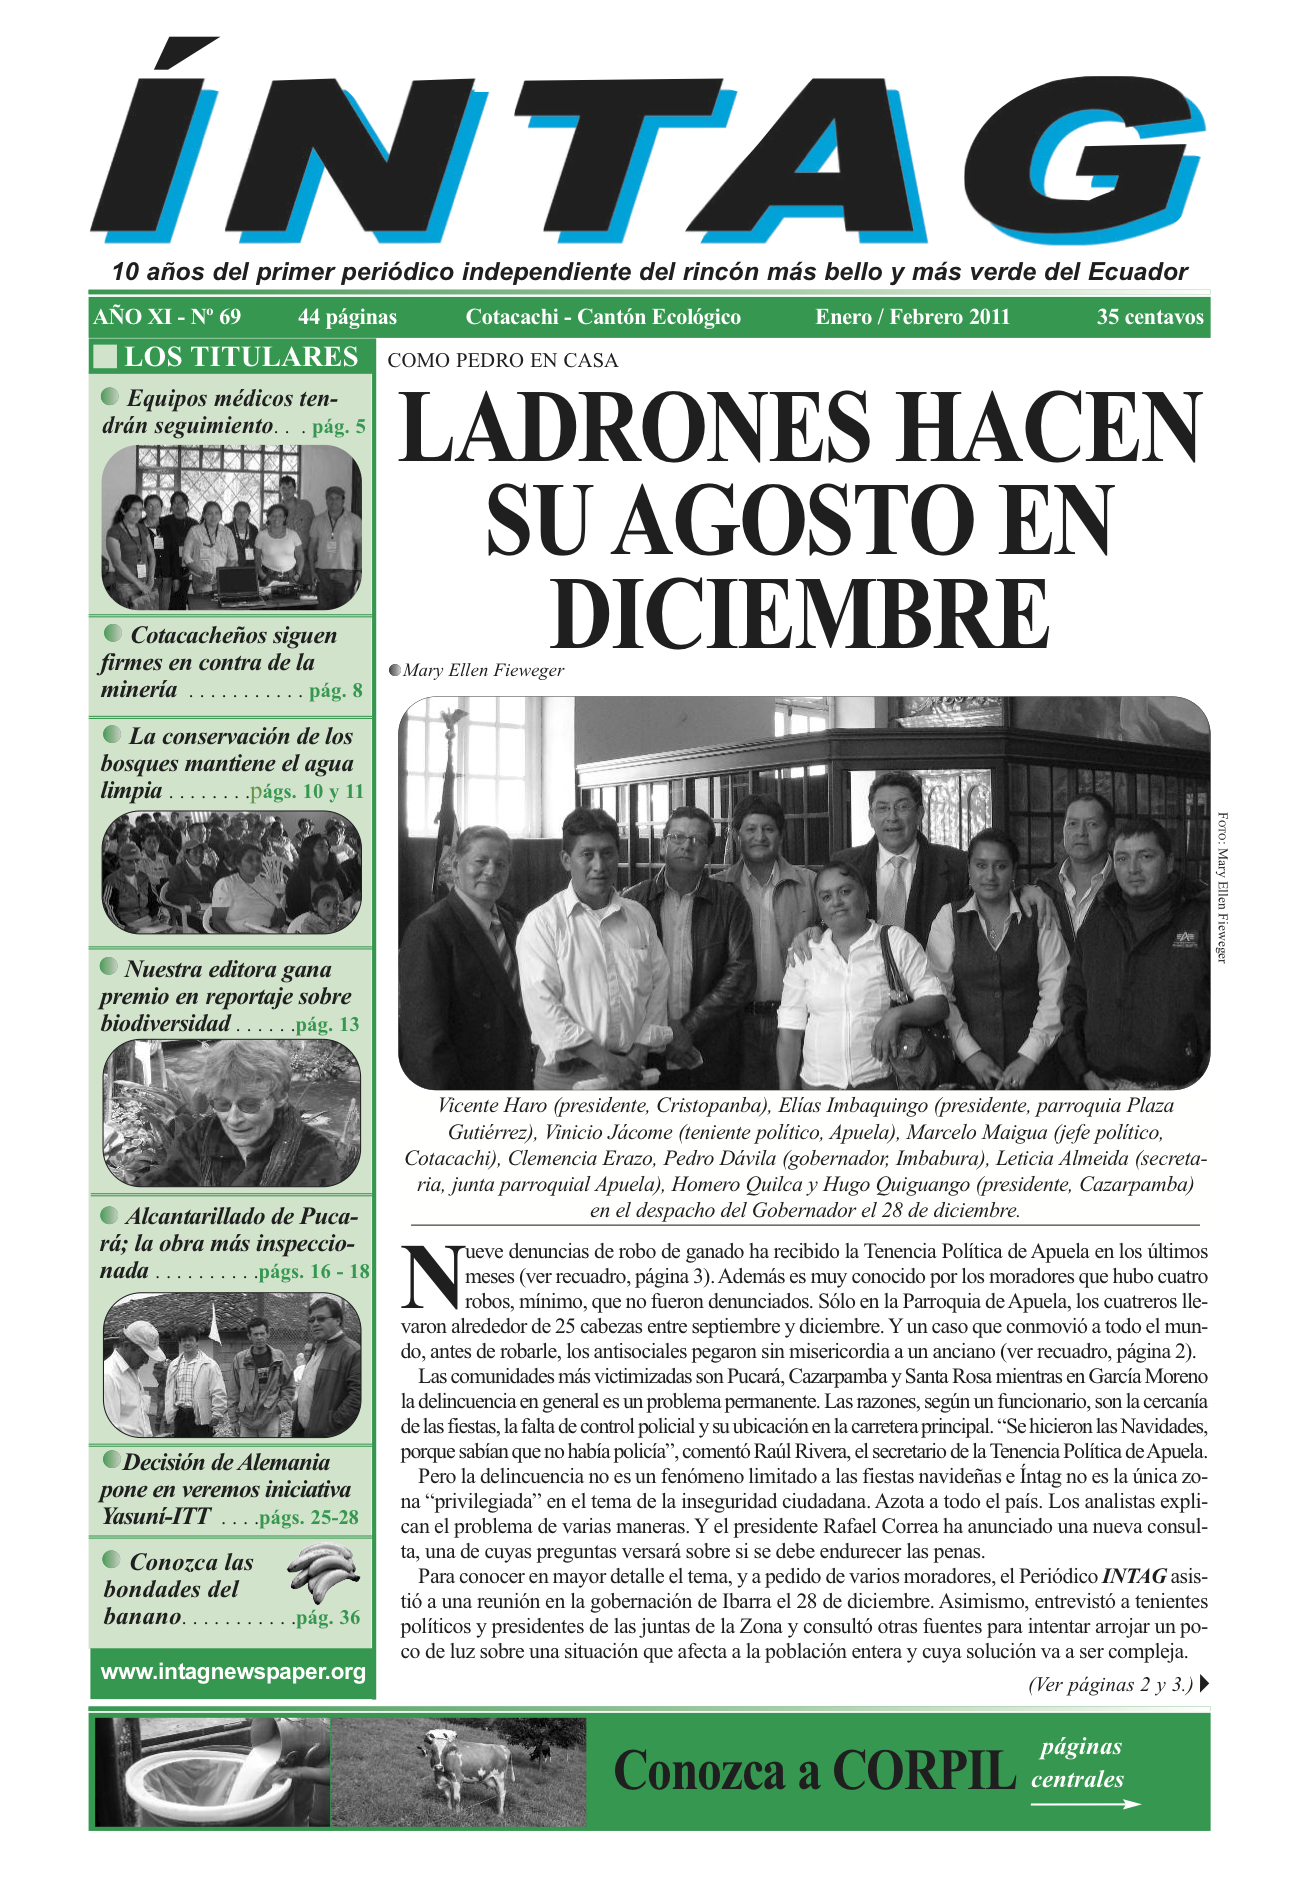 ÍNTAG
10 años del primer periódico independiente del rincón más bello y más verde del Ecuador
AÑO XI - Nº 69 44 páginas Cotacachi - Cantón Ecológico Enero / Febrero 2011 35 centavos
LOS TITULARES
Equipos médicos ten-
drán seguimiento. . . pág. 5
Cotacacheños siguen
firmes en contra de la
minería . . . . . . . . . . . pág. 8
La conservación de los
bosques mantiene el agua
limpia . . . . . . . .págs. 10 y 11
Nuestra editora gana
premio en reportaje sobre
biodiversidad . . . . . .pág. 13
Alcantarillado de Puca-
rá; la obra más inspeccio-
nada . . . . . . . . . .págs. 16 - 18
Decisión de Alemania
pone en veremos iniciativa
Yasuní-ITT . . . .págs. 25-28
Conozca las
bondades del
banano. . . . . . . . . . .pág. 36
www.intagnewspaper.org
COMO PEDRO EN CASA
LADRONES HACEN
SU AGOSTO EN
DICIEMBRE
Mary Ellen Fieweger
Foto: Mary Ellen Fieweger
Vicente Haro (presidente, Cristopanba), Elías Imbaquingo (presidente, parroquia Plaza
Gutiérrez), Vinicio Jácome (teniente político, Apuela), Marcelo Maigua (jefe político,
Cotacachi), Clemencia Erazo, Pedro Dávila (gobernador, Imbabura), Leticia Almeida (secreta-
ria, junta parroquial Apuela), Homero Quilca y Hugo Quiguango (presidente, Cazarpamba)
en el despacho del Gobernador el 28 de diciembre.
Nueve denuncias de robo de ganado ha recibido la Tenencia Política de Apuela en los últimos
meses (ver recuadro, página 3). Además es muy conocido por los moradores que hubo cuatro
robos, mínimo, que no fueron denunciados. Sólo en la Parroquia de Apuela, los cuatreros lle-
varon alrededor de 25 cabezas entre septiembre y diciembre. Y un caso que conmovió a todo el mun-
do, antes de robarle, los antisociales pegaron sin misericordia a un anciano (ver recuadro, página 2).
Las comunidades más victimizadas son Pucará, Cazarpamba y Santa Rosa mientras en García Moreno
la delincuencia en general es un problema permanente. Las razones, según un funcionario, son la cercanía
de las fiestas, la falta de control policial y su ubicación en la carretera principal. “Se hicieron las Navidades,
porque sabían que no había policía”, comentó Raúl Rivera, el secretario de la Tenencia Política de Apuela.
Pero la delincuencia no es un fenómeno limitado a las fiestas navideñas e Íntag no es la única zo-
na “privilegiada” en el tema de la inseguridad ciudadana. Azota a todo el país. Los analistas expli-
can el problema de varias maneras. Y el presidente Rafael Correa ha anunciado una nueva consul-
ta, una de cuyas preguntas versará sobre si se debe endurecer las penas.
Para conocer en mayor detalle el tema, y a pedido de varios moradores, el Periódico INTAG asis-
tió a una reunión en la gobernación de Ibarra el 28 de diciembre. Asimismo, entrevistó a tenientes
políticos y presidentes de las juntas de la Zona y consultó otras fuentes para intentar arrojar un po-
co de luz sobre una situación que afecta a la población entera y cuya solución va a ser compleja.
(Ver páginas 2 y 3.)
Conozca a CORPIL
páginas
centrales